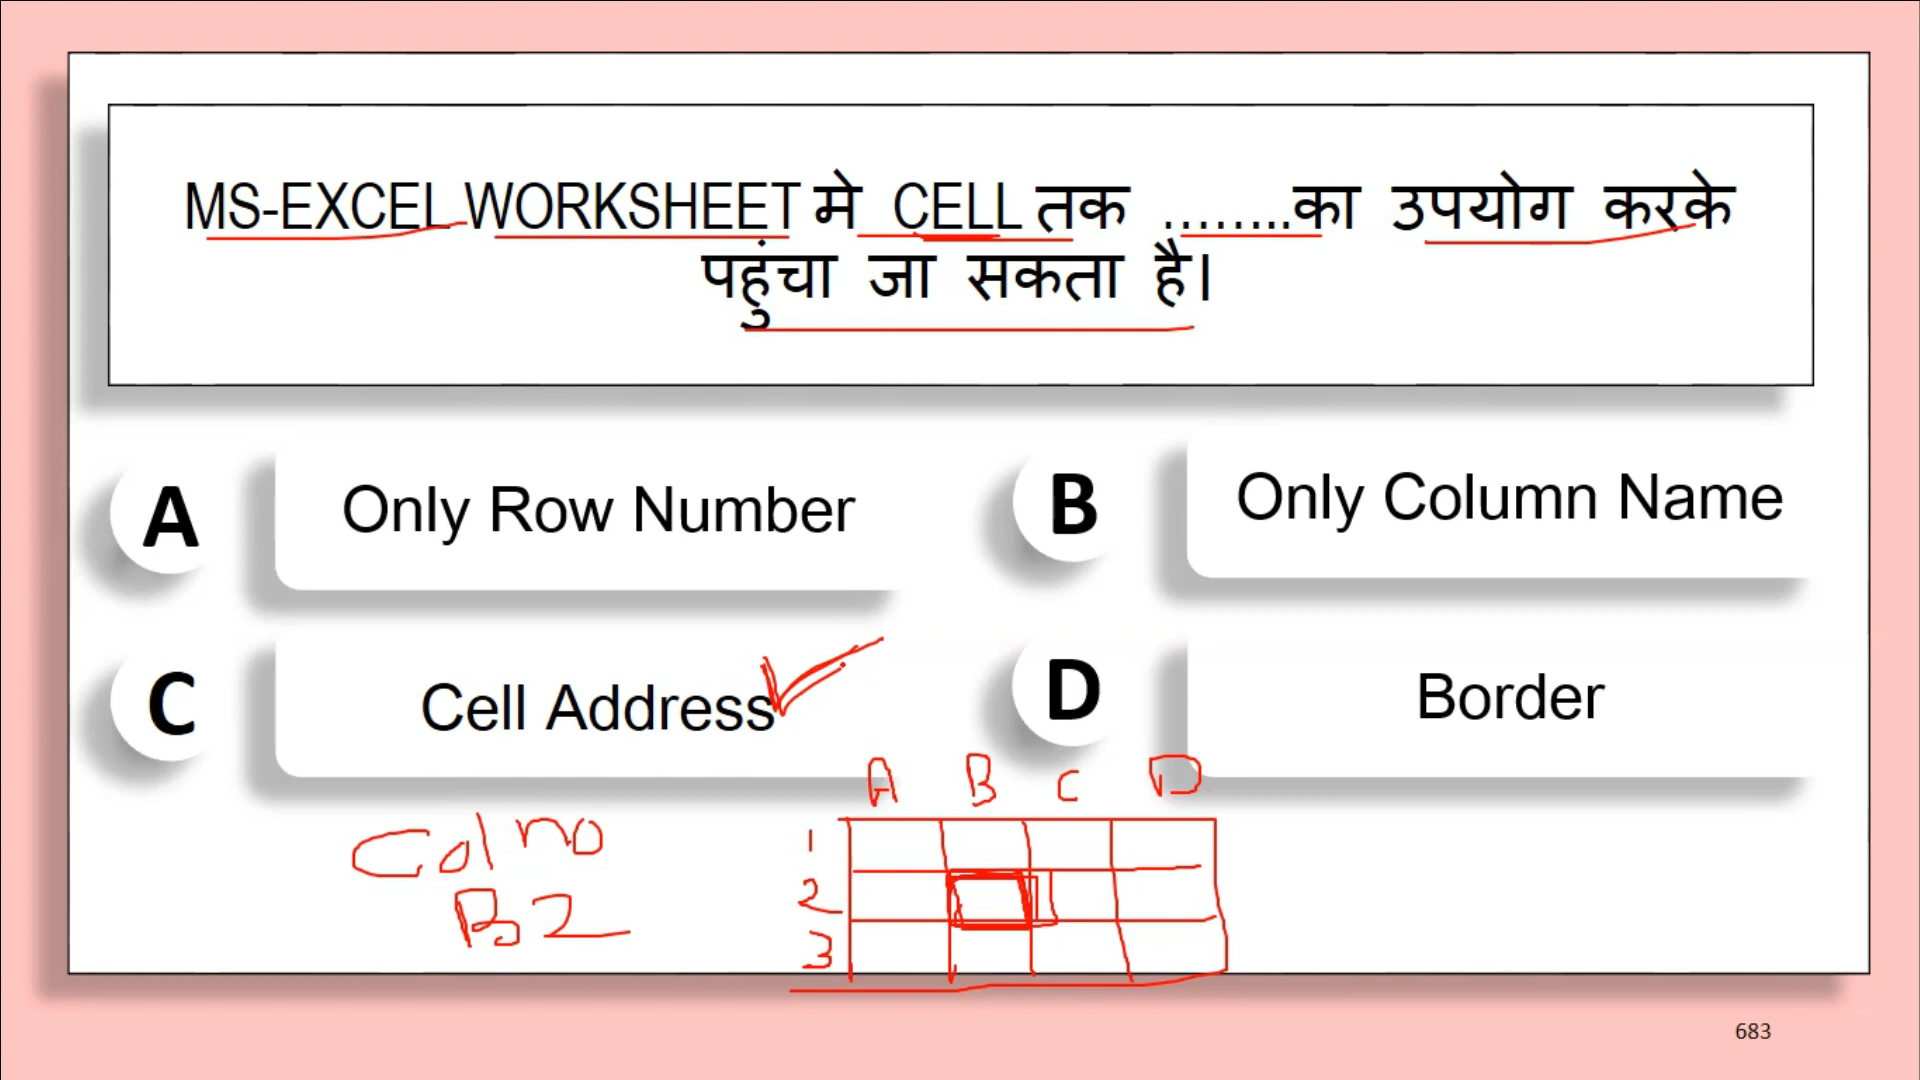 MS-EXCEL WORKSHEET मे CELL तक ........का उपयोग करके
पहुंचा जा सकता है।
A Only Row Number
B Only Column Name
C Cell Address
D Border
A B C D
Col no
1
B2
2
3
683